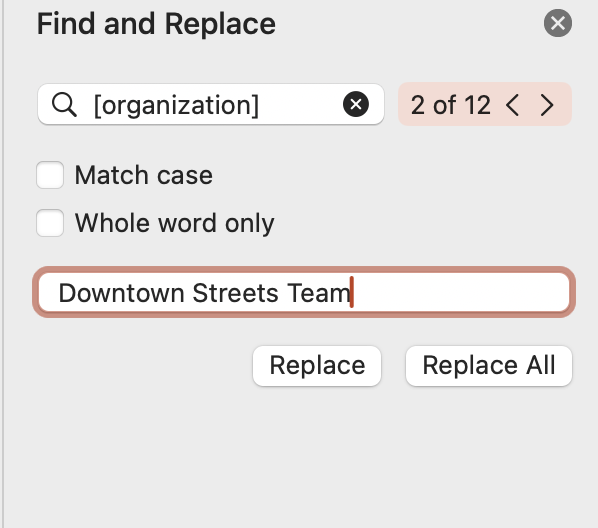 Find and Replace
[organization] 2 of 12
Match case
Whole word only
Downtown Streets Team
Replace Replace All